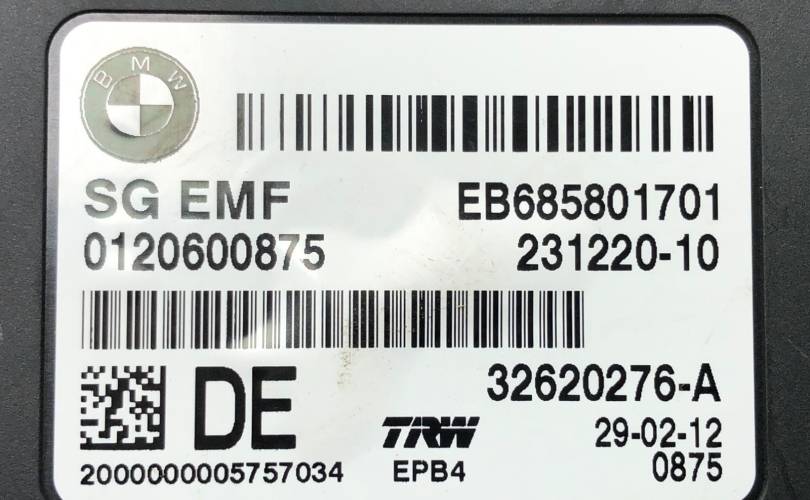 BMW
SG EMF EB685801701
0120600875 231220-10
32620276-A
DE TRW 29-02-12
2000000005757034 EPB4 0875